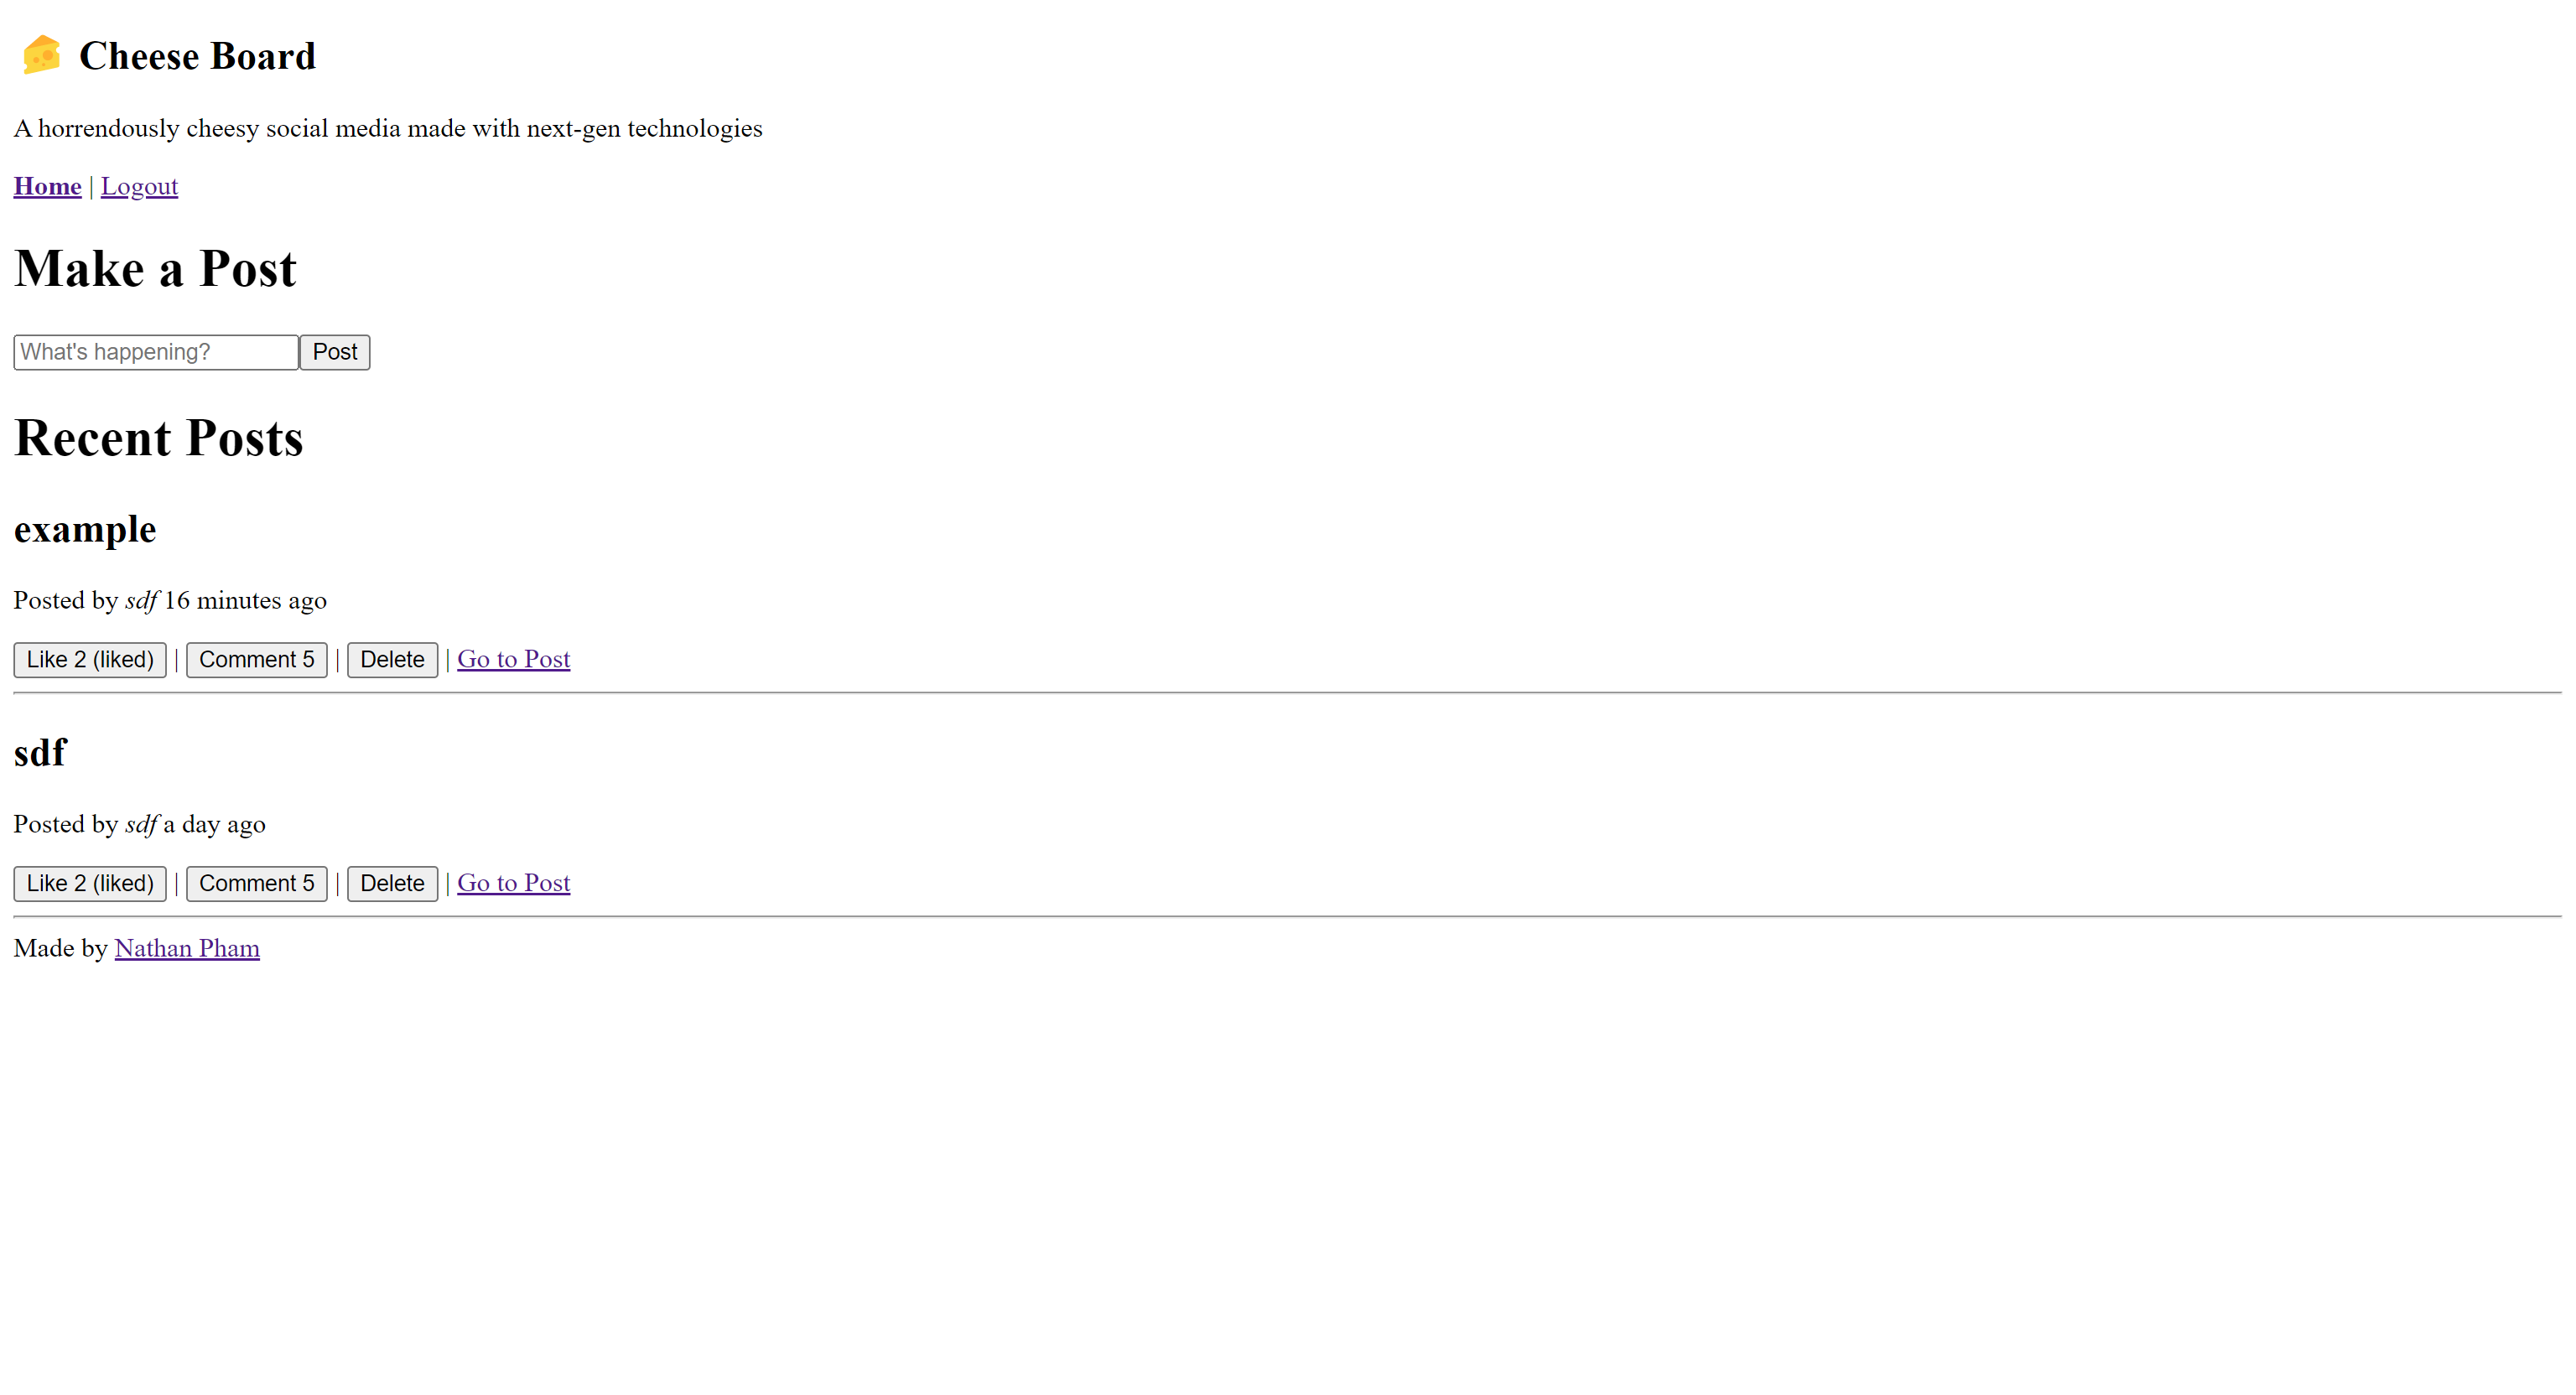 Cheese Board
A horrendously cheesy social media made with next-gen technologies
Home | Logout
Make a Post
What's happening? Post
Recent Posts
example
Posted by sdf 16 minutes ago
Like 2 (liked) | Comment 5 | Delete | Go to Post
sdf
Posted by sdf a day ago
Like 2 (liked) | Comment 5 | Delete | Go to Post
Made by Nathan Pham